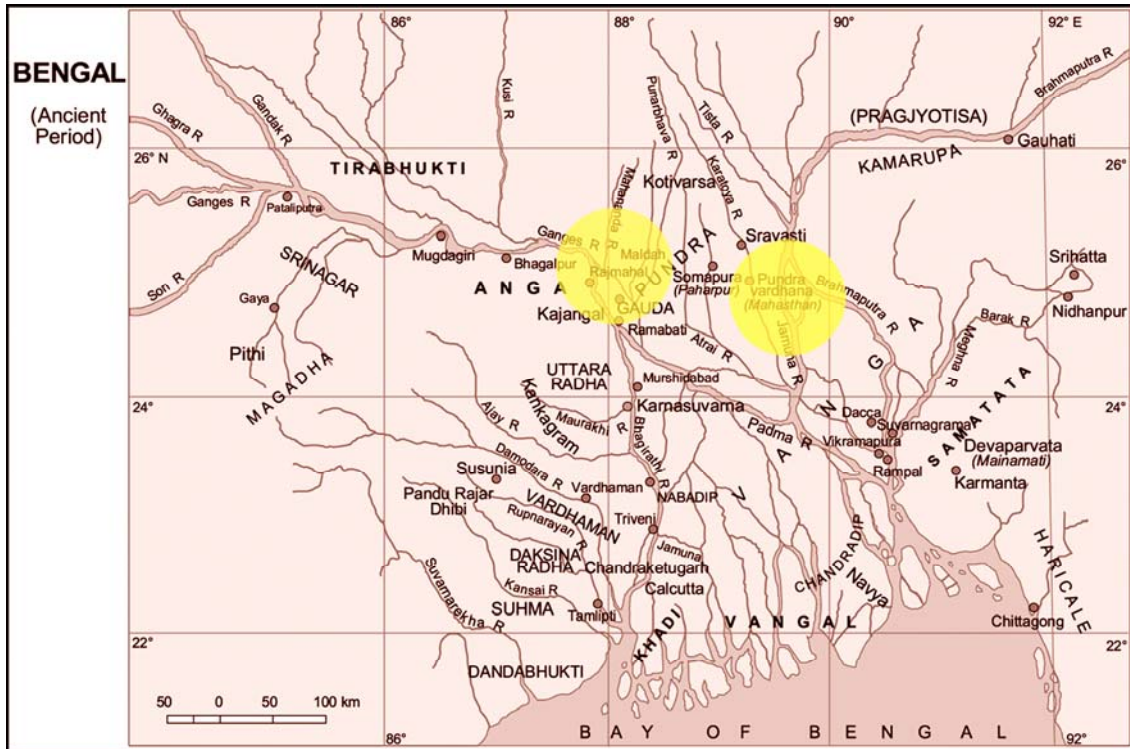 BENGAL
(Ancient
Period)
86°
88°
90°
92° E
Ghagra R
Gandak R
Kusi R
Punarbhava R
Tista R
Brahmaputra R
(PRAGJYOTISA)
Gauhati
26° N
26°
TIRABHUKTI
Mahananda R
Kotivarsa
Karatoya R
KAMARUPA
Ganges R
Pataliputra
Ganges R
Maldah
Sravasti
Mugdagiri
Bhagalpur
Rajmahal
PUNDRA
Somapura
(Paharpur)
Pundra
vardhana
(Mahasthan)
Brahmaputra R
Srihatta
Son R
SRINAGAR
ANGA
Gaya
Kajangal
GAUDA
Ramabati
Jamuna R
Barak R
Nidhanpur
Pithi
Atrai R
Meghna R
MAGADHA
UTTARA
RADHA
Murshidabad
24°
24°
Kankagram
Maurakhi R
Karnasuvarna
Ajay R
Bhagirathi R
Padma R
VANGA
Dacca
Suvarnagrama
Vikramapura
Rampal
SAMATATA
Devaparvata
(Mainamati)
Karmanta
Damodara R
Susunia
Pandu Rajar
Dhibi
Vardhaman
VARDHAMAN
NABADIP
Rupnarayan R
Triveni
DAKSINA
RADHA
Jamuna
Chandraketugarh
CHANDRADIP
Navya
HARICALE
Suvarnarekha R
Kansai R
Calcutta
SUHMA
Tamlipti
KHADI
VANGAL
Chittagong
22°
22°
DANDABHUKTI
50 0 50 100 km
86°
BAY OF BENGAL
92°